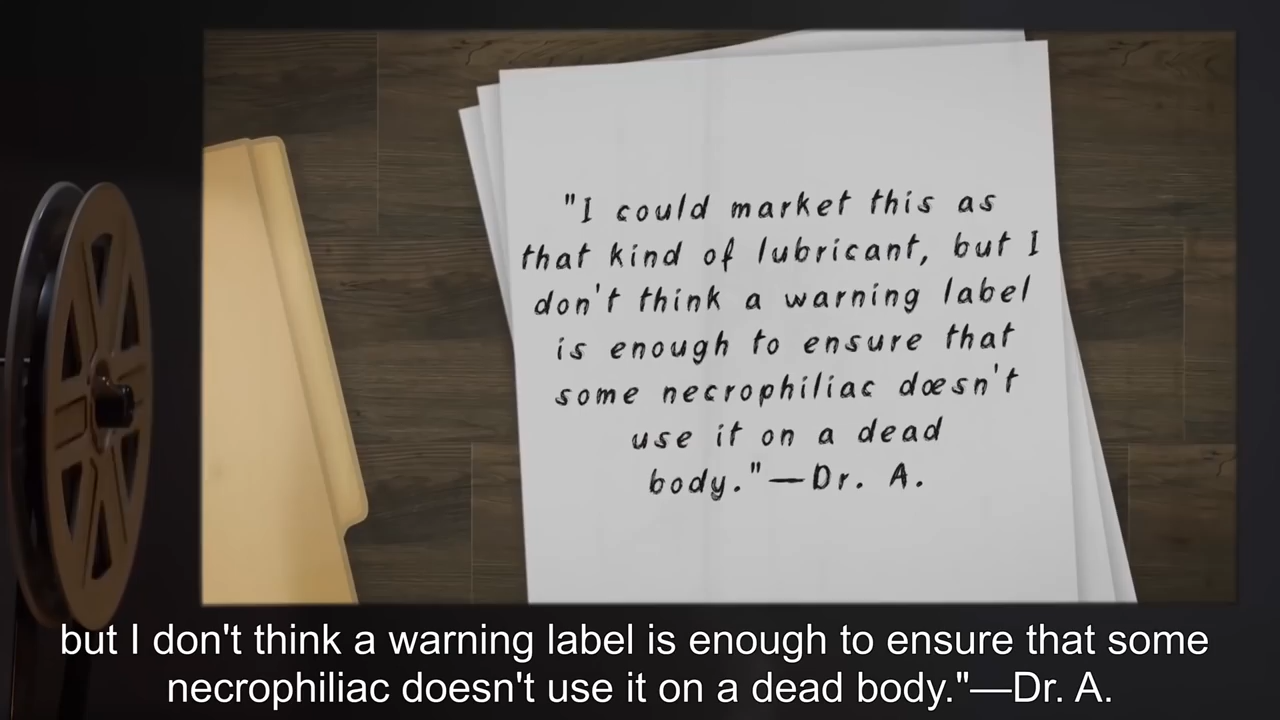 "I could market this as
that kind of lubricant, but I
don't think a warning label
is enough to ensure that
some necrophiliac doesn't
use it on a dead
body."—Dr. A.
but I don't think a warning label is enough to ensure that some
necrophiliac doesn't use it on a dead body."—Dr. A.